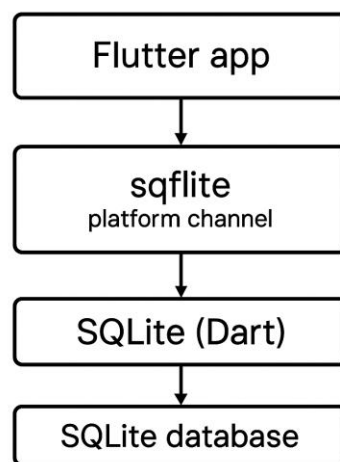 Flutter app
sqflite
platform channel
SQLite (Dart)
SQLite database